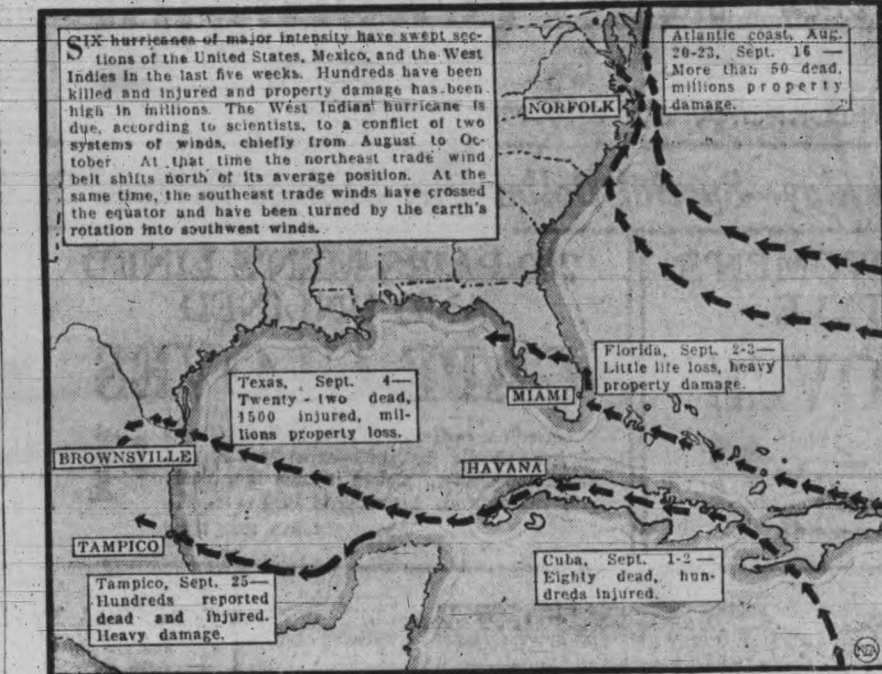 SIX hurricanes of major intensity have swept sec-
tions of the United States, Mexico, and the West
Indies in the last five weeks. Hundreds have been
killed and injured and property damage has been
high in millions. The West Indian hurricane is
due, according to scientists, to a conflict of two
systems of winds, chiefly from August to Oc-
tober. At that time the northeast trade wind
belt shifts north of its average position. At the
same time, the southeast trade winds have crossed
the equator and have been turned by the earth's
rotation into southwest winds.
Atlantic coast, Aug.
20-23, Sept. 16 —
More than 50 dead,
millions property
damage.
NORFOLK
Florida, Sept. 2-3—
Little life loss, heavy
property damage.
MIAMI
Texas, Sept. 4—
Twenty-two dead,
1500 injured, mil-
lions property loss.
BROWNSVILLE
HAVANA
TAMPICO
Cuba, Sept. 1-2 —
Eighty dead, hun-
dreds injured.
Tampico, Sept. 25—
Hundreds reported
dead and injured.
Heavy damage.
NEA